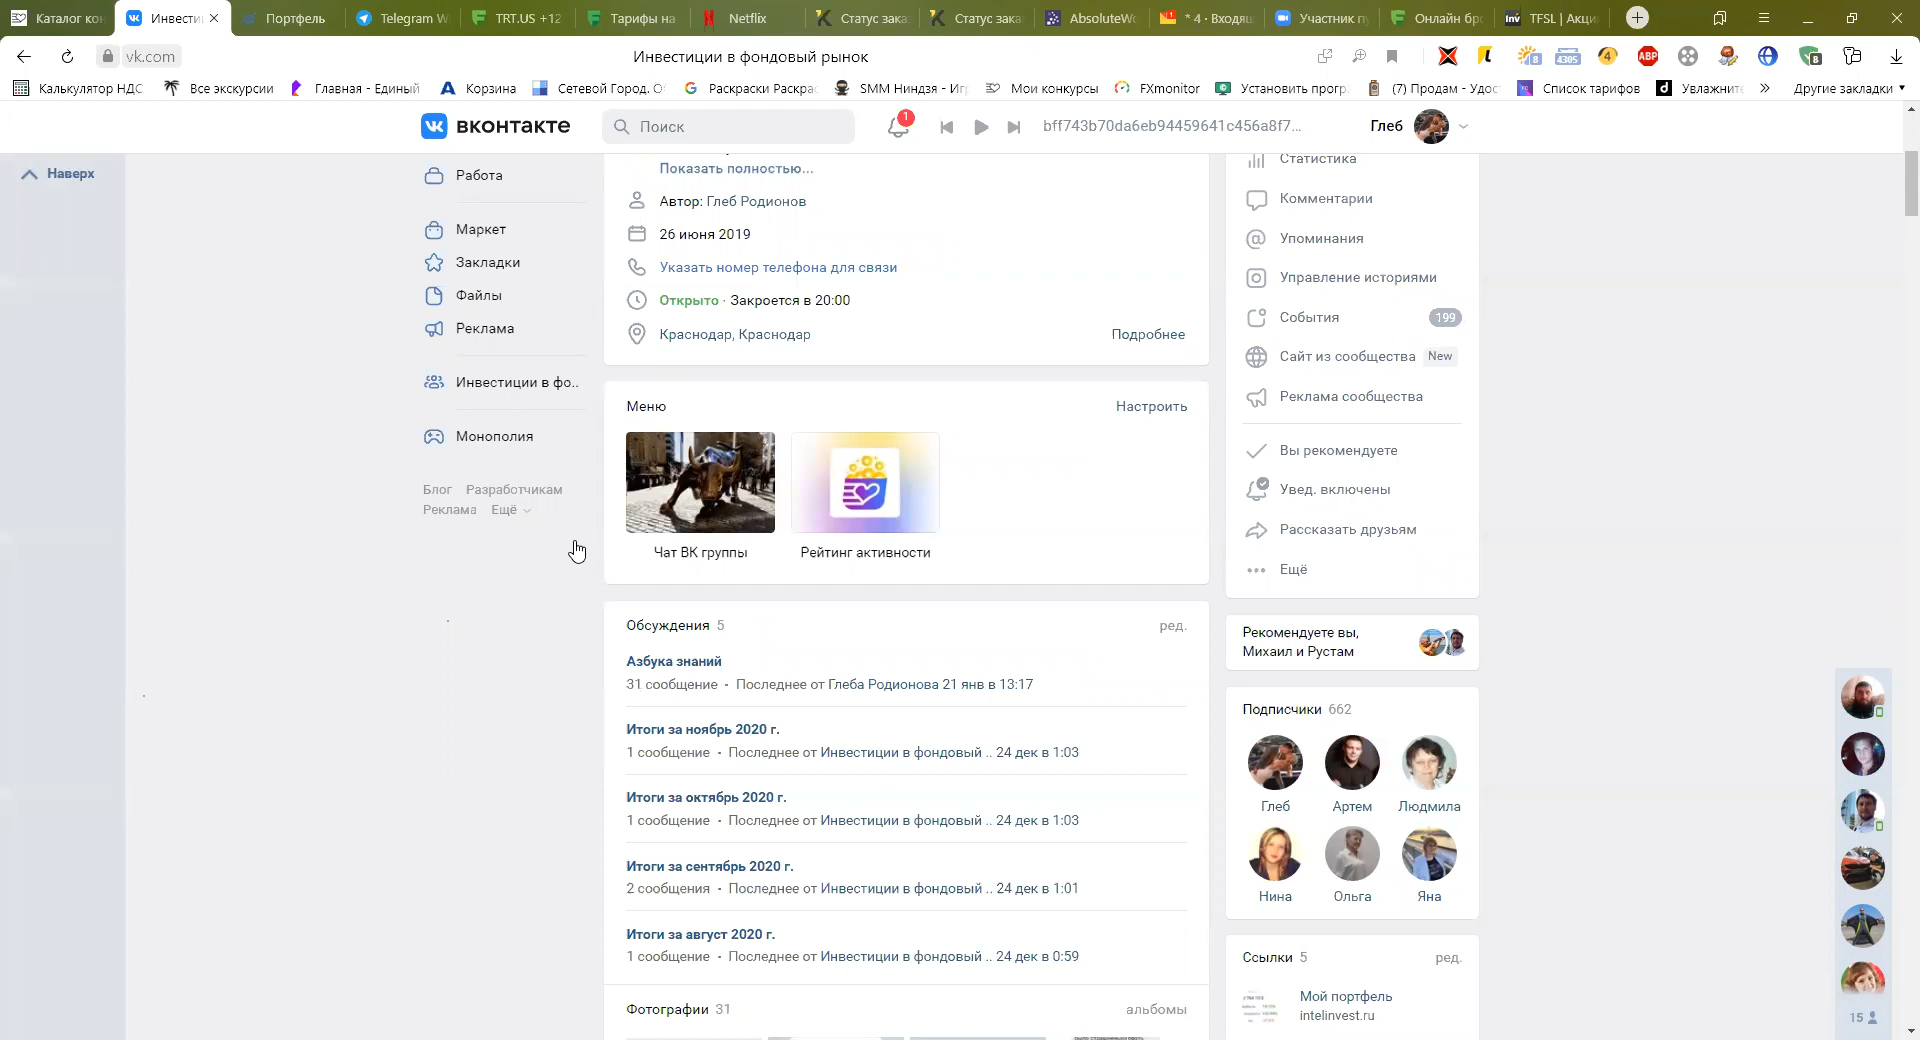 Каталог кон
Инвести
Портфель
Telegram W
TRT.US +12
Тарифы на
Netflix
Статус зака
Статус зака
AbsoluteWo
* 4 · Входящ
Участник п
Онлайн бр
TFSL | Акци
vk.com
Инвестиции в фондовый рынок
Калькулятор НДС
Все экскурсии
Главная - Единый
Корзина
Сетевой Город. О
Раскраски Раскрас
SMM Ниндзя - Иг
Мои конкурсы
FXmonitor
Установить прогр
(7) Продам - Удос
Список тарифов
Увлажните
Другие закладки
вконтакте
Поиск
1
bff743b70da6eb94459641c456a8f7...
Глеб
Наверх
Работа
Маркет
Закладки
Файлы
Реклама
Инвестиции в фо..
Монополия
Блог Разработчикам
Реклама Ещё
Показать полностью...
Автор: Глеб Родионов
26 июня 2019
Указать номер телефона для связи
Открыто · Закроется в 20:00
Краснодар, Краснодар
Подробнее
Меню
Настроить
Чат ВК группы
Рейтинг активности
Обсуждения 5
ред.
Азбука знаний
31 сообщение · Последнее от Глеба Родионова 21 янв в 13:17
Итоги за ноябрь 2020 г.
1 сообщение · Последнее от Инвестиции в фондовый .. 24 дек в 1:03
Итоги за октябрь 2020 г.
1 сообщение · Последнее от Инвестиции в фондовый .. 24 дек в 1:03
Итоги за сентябрь 2020 г.
2 сообщения · Последнее от Инвестиции в фондовый .. 24 дек в 1:01
Итоги за август 2020 г.
1 сообщение · Последнее от Инвестиции в фондовый .. 24 дек в 0:59
Фотографии 31
альбомы
Статистика
Комментарии
Упоминания
Управление историями
События 199
Сайт из сообщества New
Реклама сообщества
Вы рекомендуете
Увед. включены
Рассказать друзьям
Ещё
Рекомендуете вы,
Михаил и Рустам
Подписчики 662
Глеб
Артем
Людмила
Нина
Ольга
Яна
Ссылки 5
ред.
Мой портфель
intelinvest.ru
15